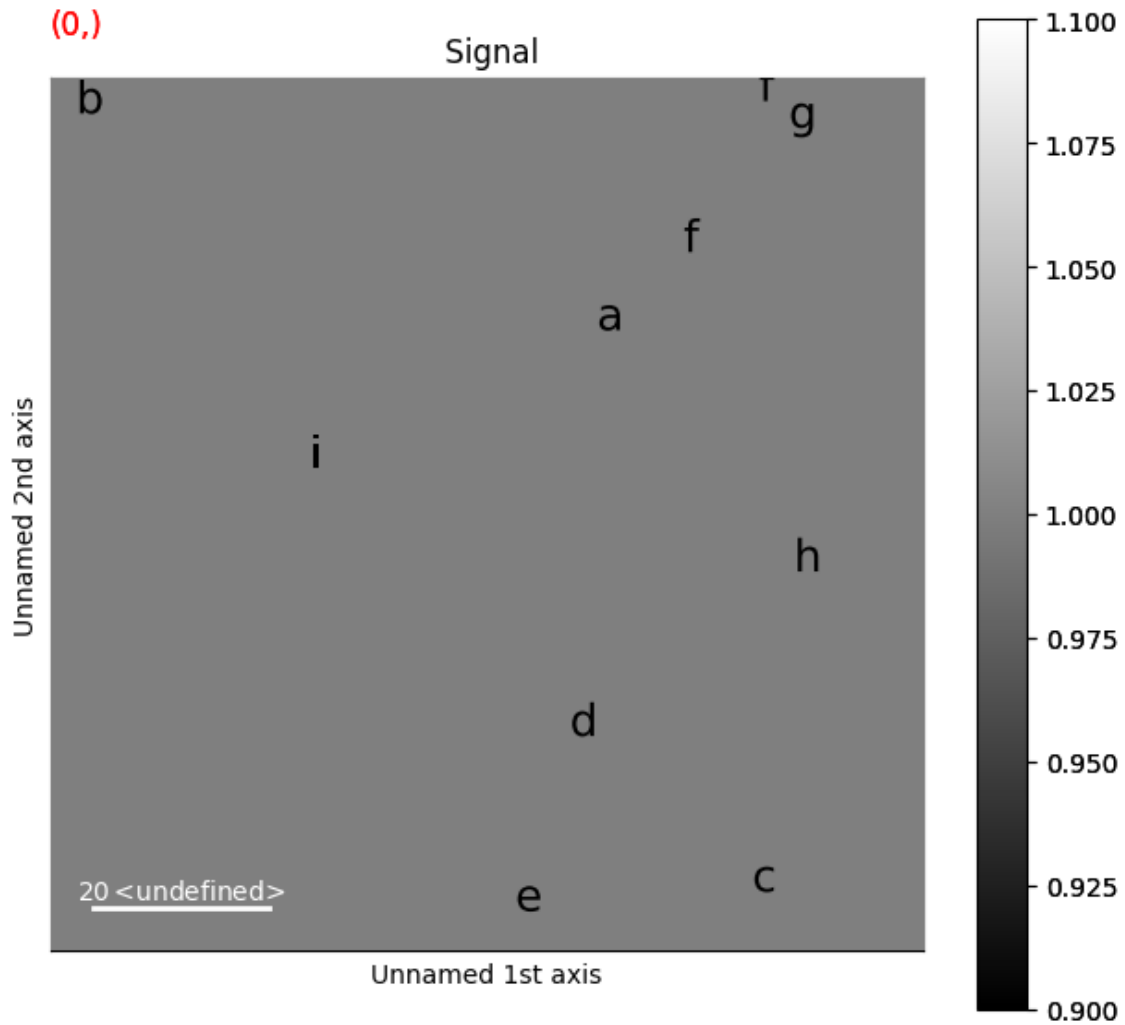 (0,)
Signal
1.100
b
g
1.075
f
1.050
a
1.025
i
Unnamed 2nd axis
1.000
h
0.975
d
0.950
c
20 <undefined>
e
0.925
Unnamed 1st axis
0.900